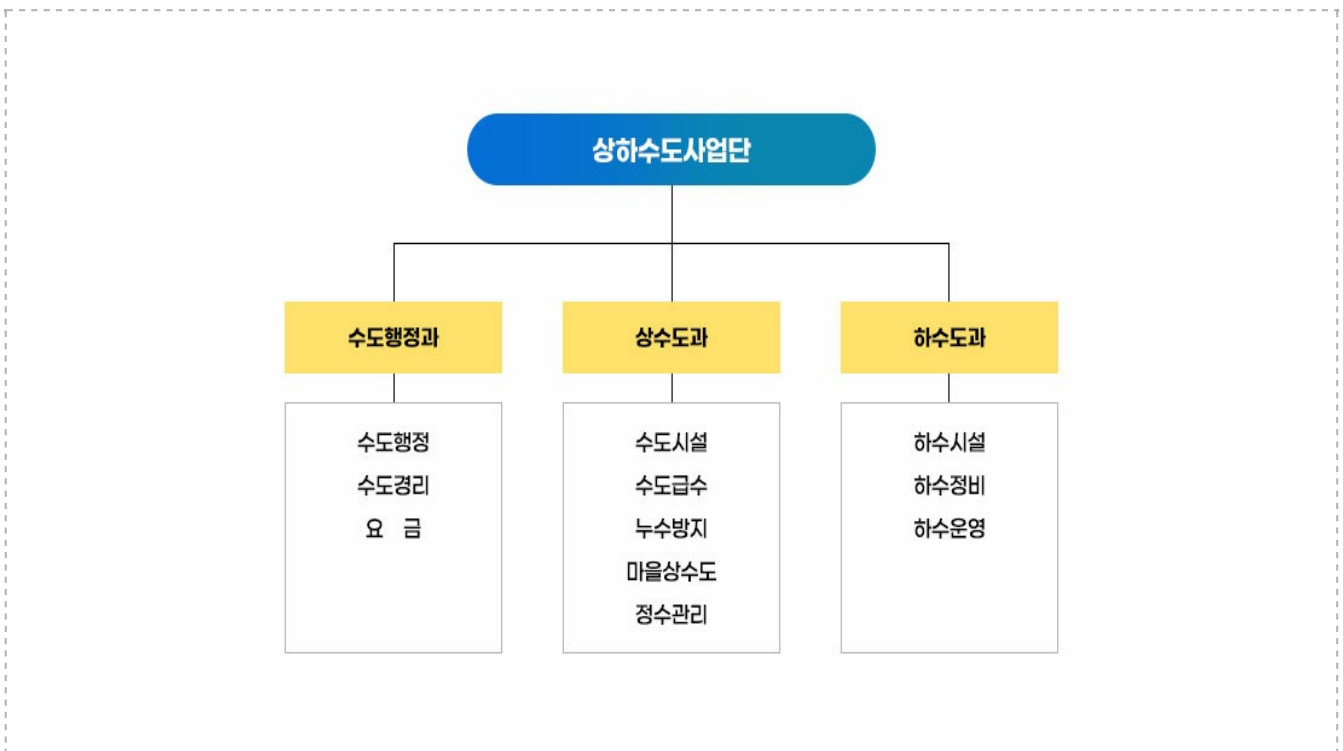 상하수도사업단
수도행정과
수도행정
수도경리
요 금
상수도과
수도시설
수도급수
누수방지
마을상수도
정수관리
하수도과
하수시설
하수정비
하수운영